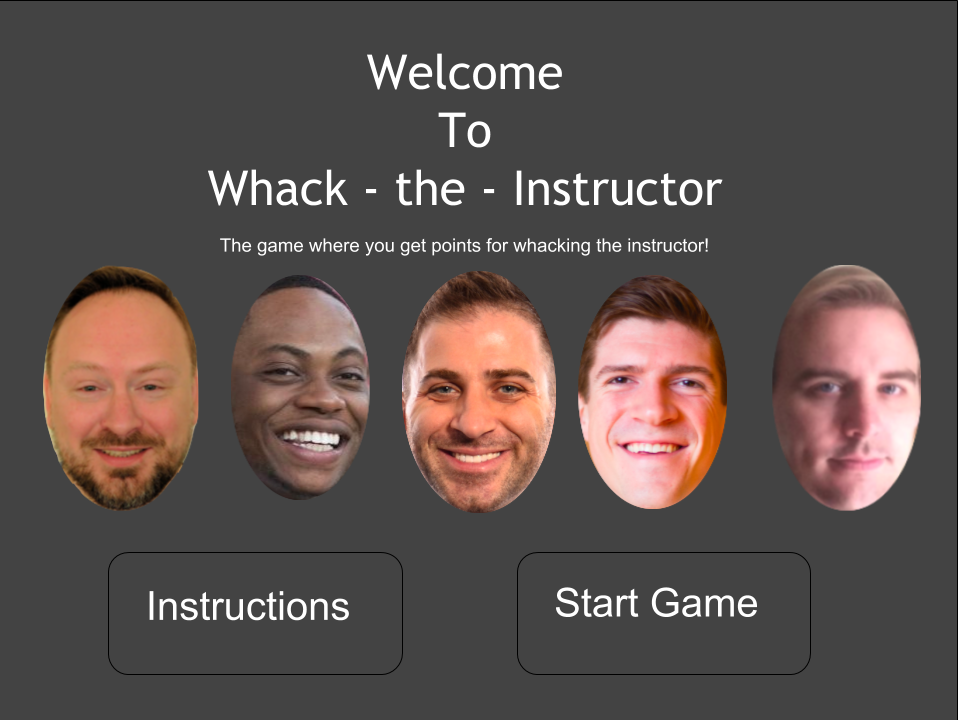 Welcome
To
Whack - the - Instructor
The game where you get points for whacking the instructor!
Instructions
Start Game